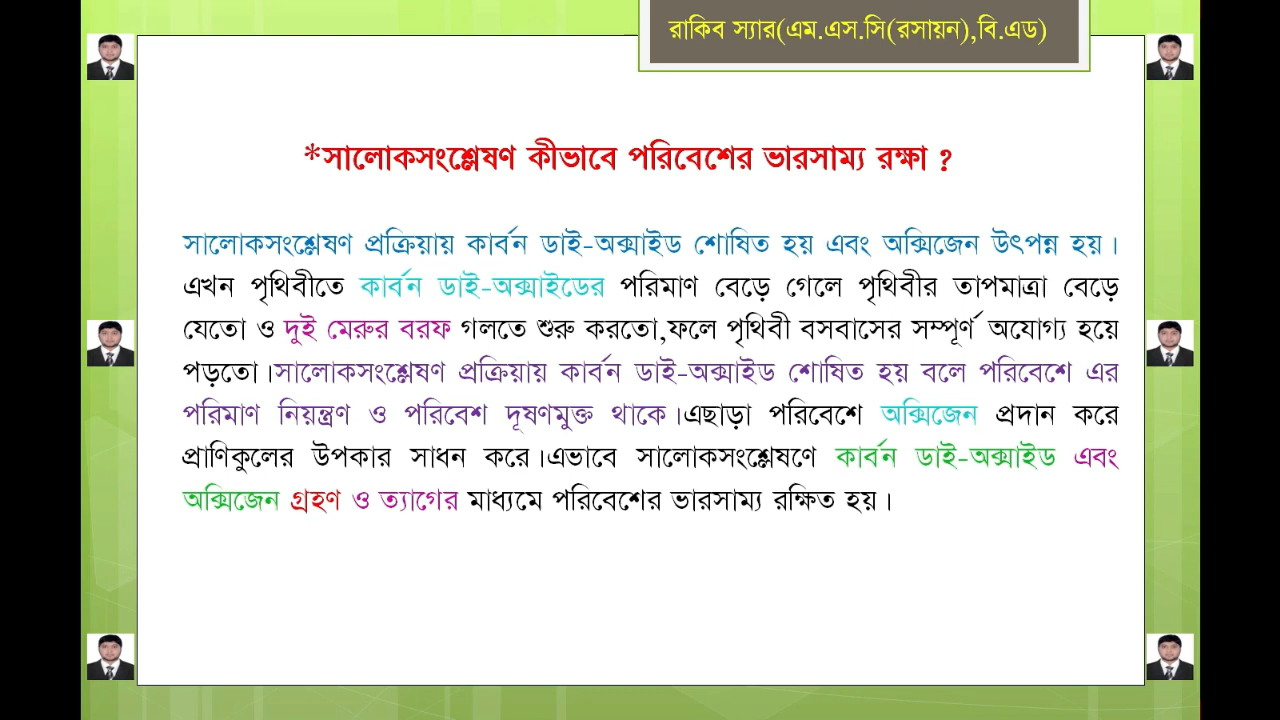 রাকিব স্যার(এম.এস.সি(রসায়ন),বি.এড)
*সালোকসংশ্লেষণ কীভাবে পরিবেশের ভারসাম্য রক্ষা ?
সালোকসংশ্লেষণ প্রক্রিয়ায় কার্বন ডাই-অক্সাইড শোষিত হয় এবং অক্সিজেন উৎপন্ন হয়।
এখন পৃথিবীতে কার্বন ডাই-অক্সাইডের পরিমাণ বেড়ে গেলে পৃথিবীর তাপমাত্রা বেড়ে
যেতো ও দুই মেরুর বরফ গলতে শুরু করতো,ফলে পৃথিবী বসবাসের সম্পূর্ণ অযোগ্য হয়ে
পড়তো।সালোকসংশ্লেষণ প্রক্রিয়ায় কার্বন ডাই-অক্সাইড শোষিত হয় বলে পরিবেশে এর
পরিমাণ নিয়ন্ত্রণ ও পরিবেশ দূষণমুক্ত থাকে।এছাড়া পরিবেশে অক্সিজেন প্রদান করে
প্রাণিকুলের উপকার সাধন করে।এভাবে সালোকসংশ্লেষণে কার্বন ডাই-অক্সাইড এবং
অক্সিজেন গ্রহণ ও ত্যাগের মাধ্যমে পরিবেশের ভারসাম্য রক্ষিত হয়।